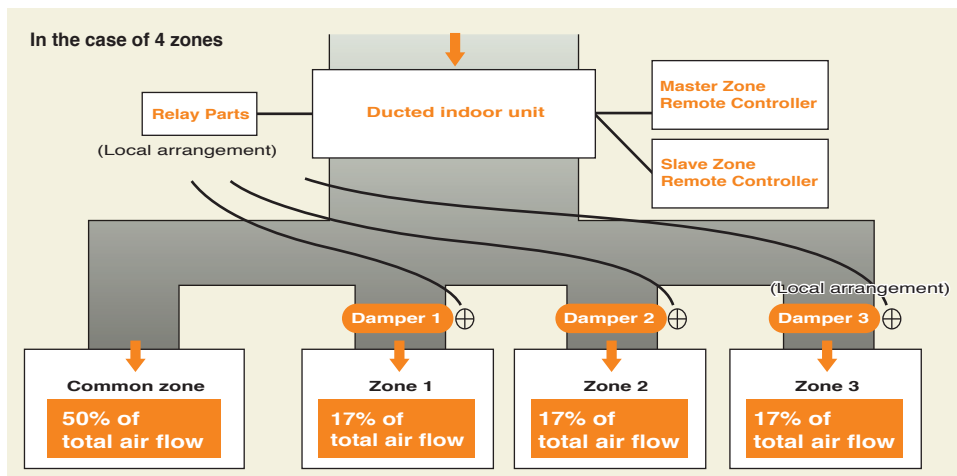 In the case of 4 zones
Relay Parts
(Local arrangement)
Ducted indoor unit
Master Zone
Remote Controller
Slave Zone
Remote Controller
(Local arrangement)
Damper 1
Damper 2
Damper 3
Common zone
50% of
total air flow
Zone 1
17% of
total air flow
Zone 2
17% of
total air flow
Zone 3
17% of
total air flow